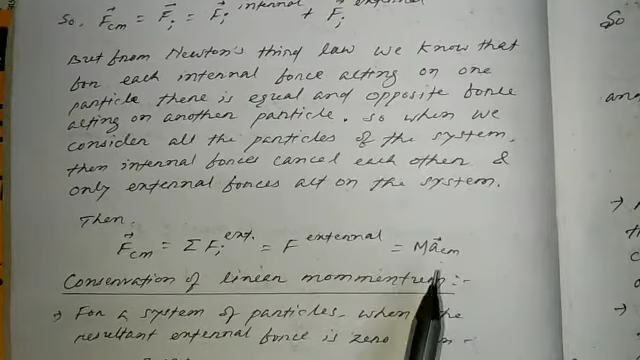 So, F⃗cm = F⃗i = F⃗i internal + F⃗i external
But from Newton's third law we know that
for each internal force acting on one
particle there is equal and opposite force
acting on another particle. So when we
consider all the particles of the system,
then internal forces cancel each other &
only external forces act on the system.
Then,
F⃗cm = Σ F⃗i ext. = F external = Ma⃗cm
Conservation of linear mommentum :-
→ For a system of particles, when the
resultant external force is zero
So
→